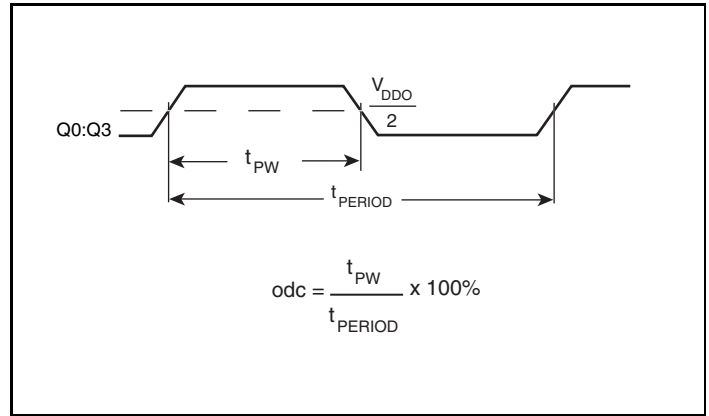 V_DDO
2
Q0:Q3
t_PW
t_PERIOD
odc = t_PW / t_PERIOD x 100%